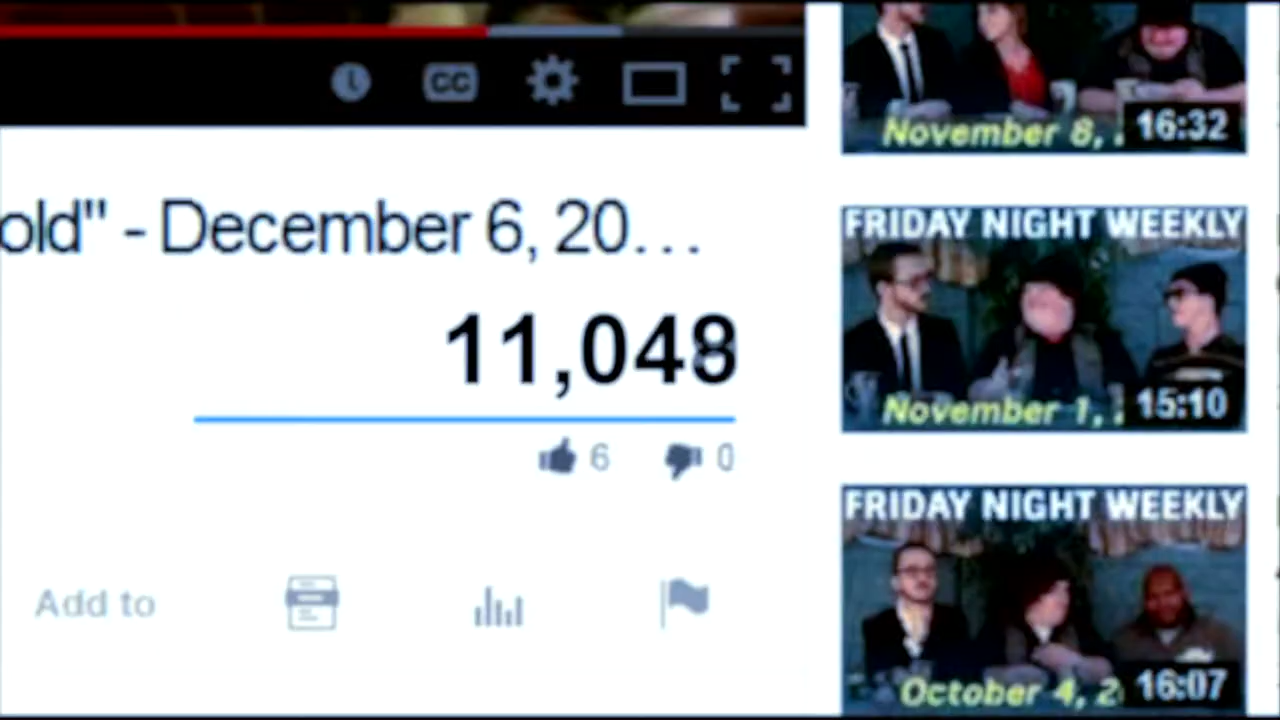 CC
old" - December 6, 20...
11,048
6 0
Add to
November 8,
16:32
FRIDAY NIGHT WEEKLY
November 1,
15:10
FRIDAY NIGHT WEEKLY
October 4, 2
16:07